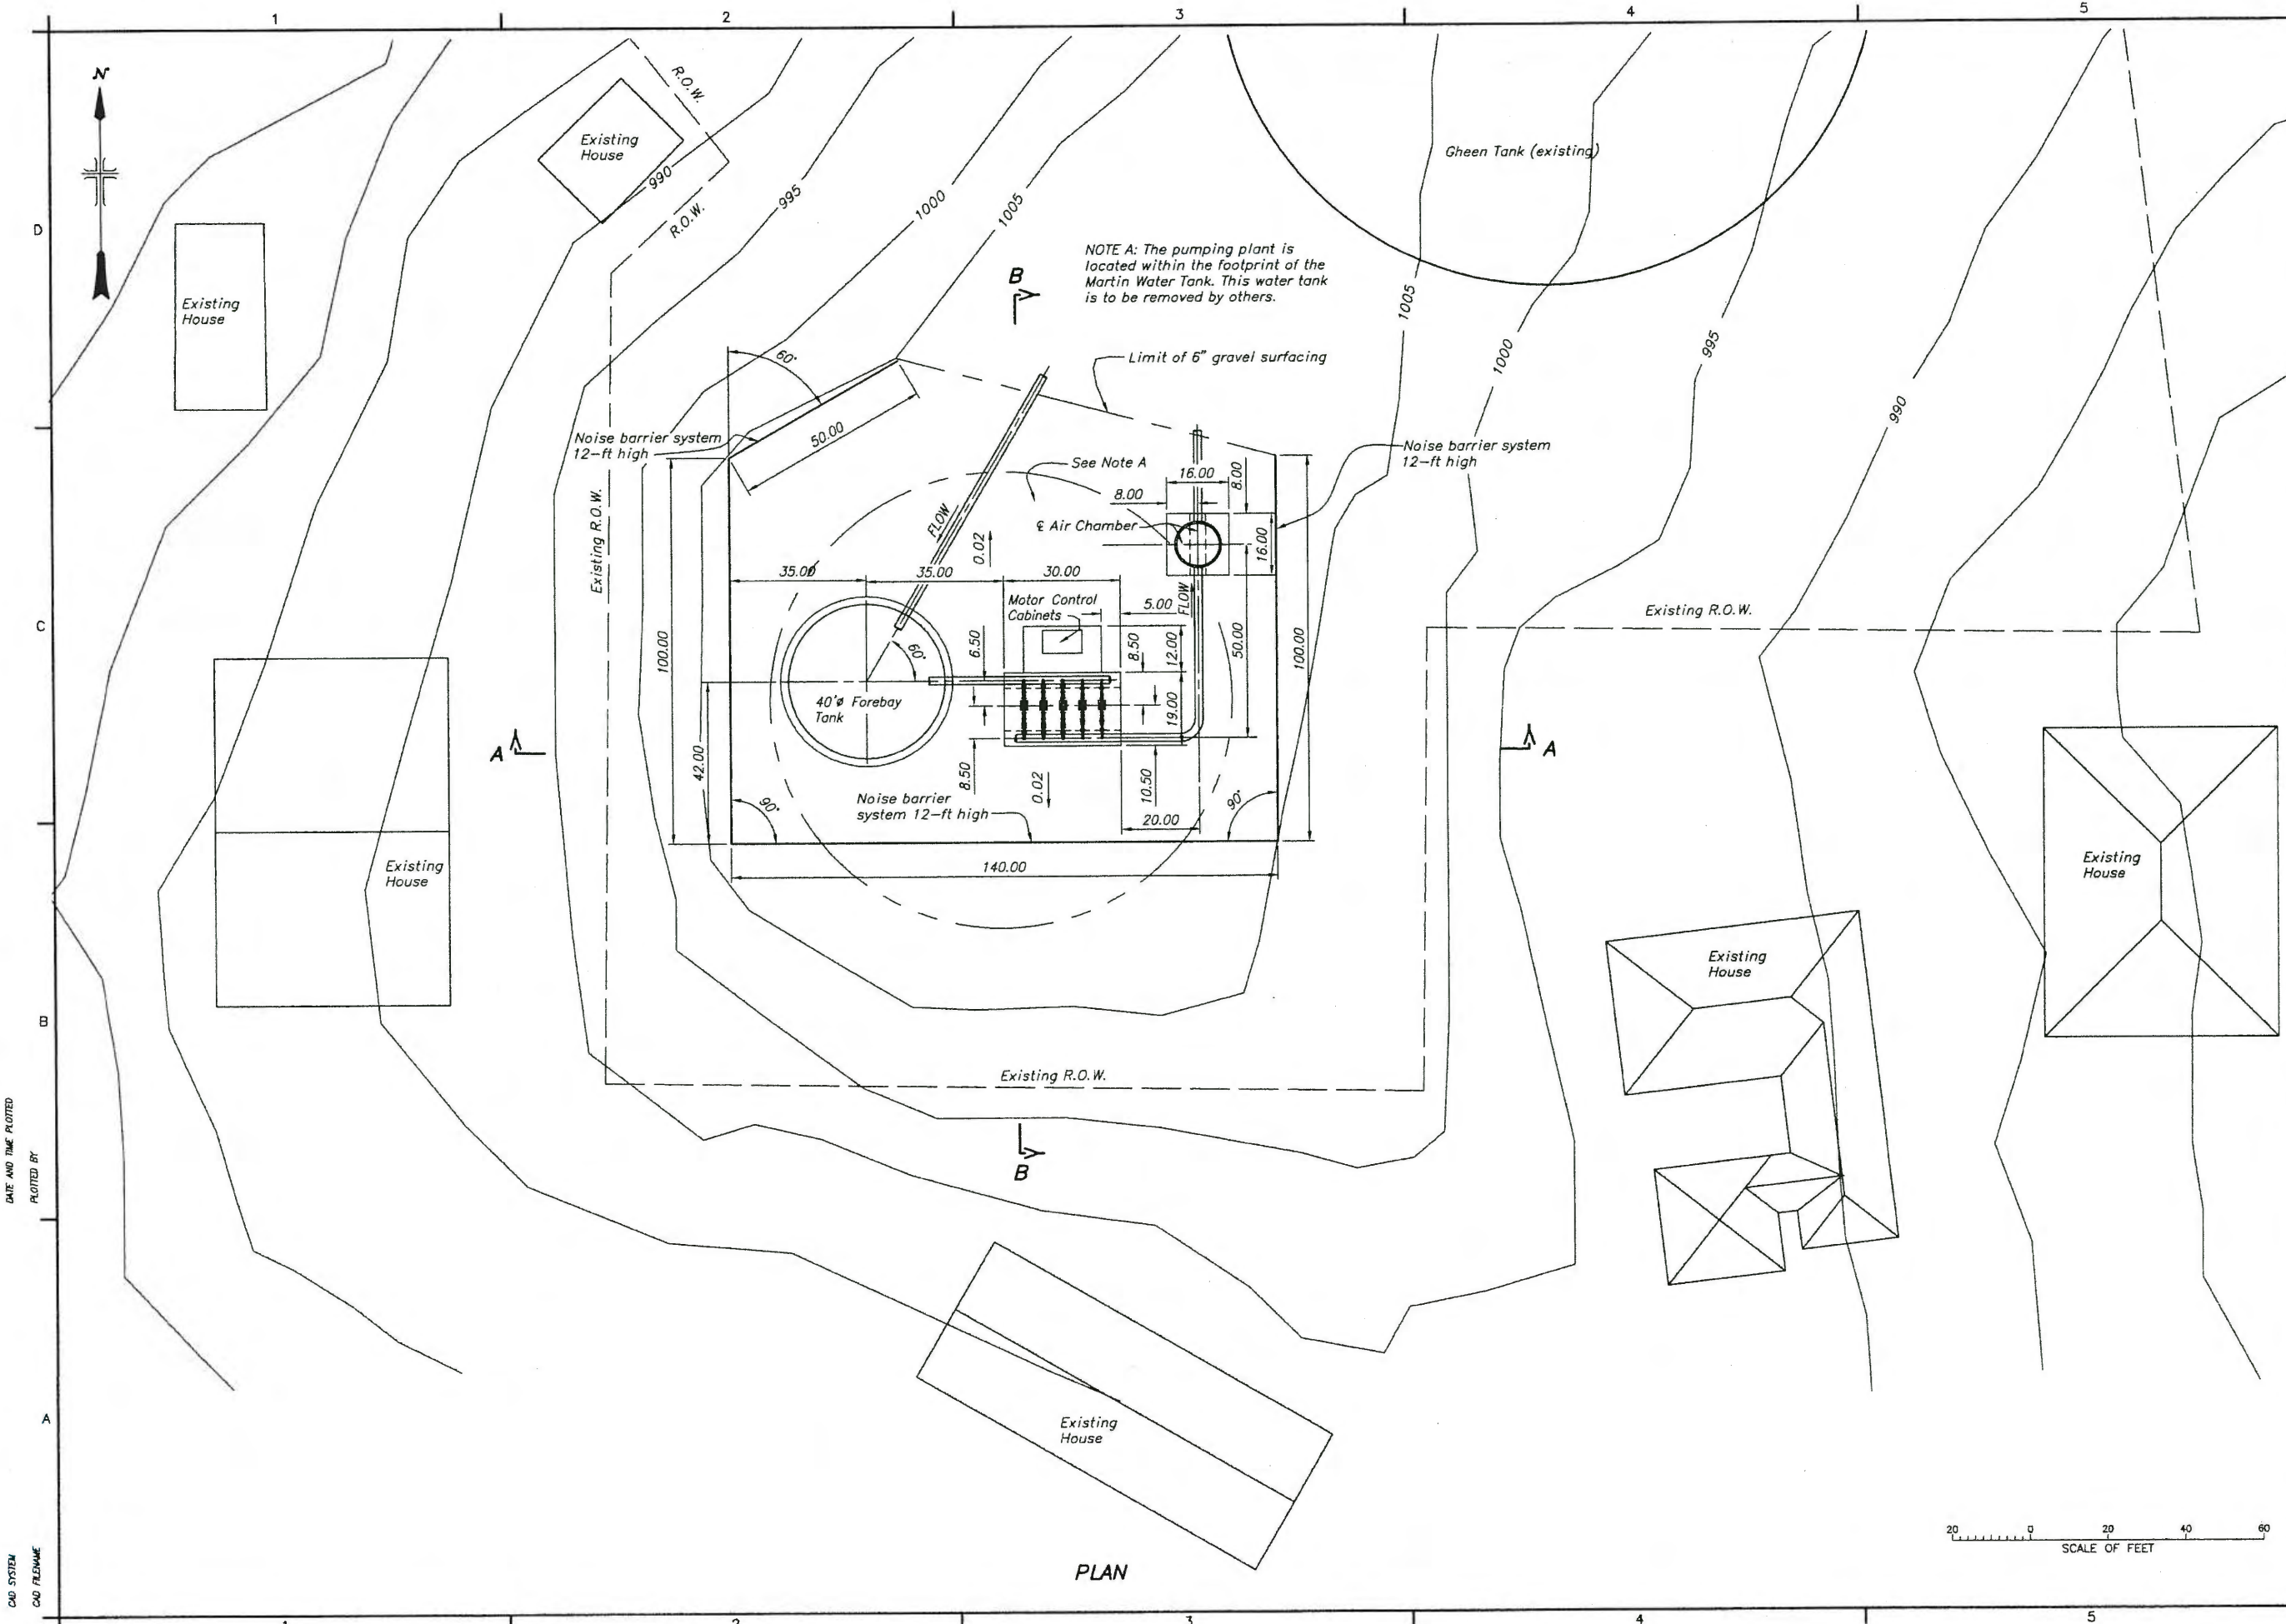 1
2
3
4
5
N
D
C
B
A
R.O.W.
Existing
House
990
R.O.W.
995
1000
1005
Gheen Tank (existing)
Existing
House
NOTE A: The pumping plant is
located within the footprint of the
Martin Water Tank. This water tank
is to be removed by others.
B
1005
1000
995
990
60°
Limit of 6" gravel surfacing
50.00
Noise barrier system
12-ft high
Noise barrier system
12-ft high
See Note A
16.00
8.00
8.00
Existing R.O.W.
FLOW
℄ Air Chamber
0.02
16.00
35.00
35.00
30.00
Motor Control
Cabinets
5.00
FLOW
Existing R.O.W.
100.00
6.50
60°
8.50
12.00
50.00
100.00
40'ø Forebay
Tank
19.00
A
A
42.00
8.50
0.02
10.50
90°
Noise barrier
system 12-ft high
90°
20.00
140.00
Existing
House
Existing
House
Existing
House
Existing R.O.W.
B
Existing
House
DATE AND TIME PLOTTED
PLOTTED BY
CAD SYSTEM
CAD FILENAME
20 0 20 40 60
SCALE OF FEET
PLAN
2
3
4
5